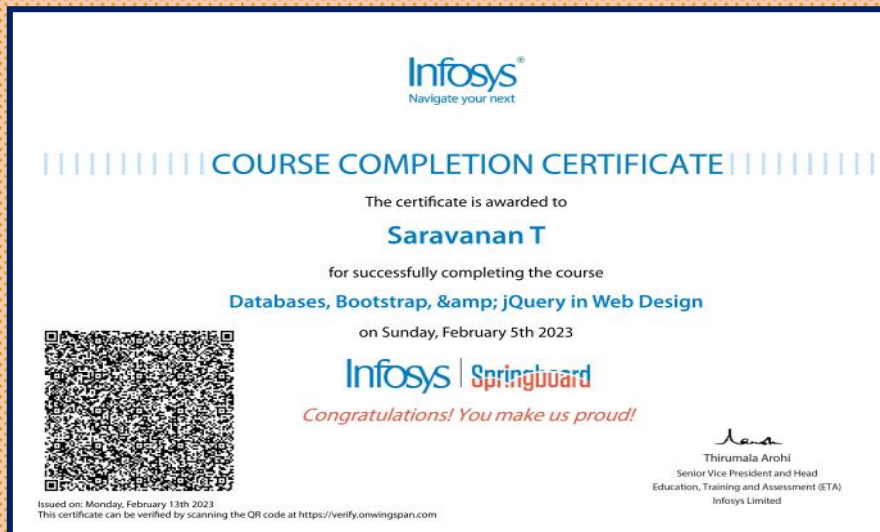 Infosys®
Navigate your next
COURSE COMPLETION CERTIFICATE
The certificate is awarded to
Saravanan T
for successfully completing the course
Databases, Bootstrap, &amp; jQuery in Web Design
on Sunday, February 5th 2023
Infosys | Springboard
Congratulations! You make us proud!
Thirumala Arohi
Senior Vice President and Head
Education, Training and Assessment (ETA)
Infosys Limited
Issued on: Monday, February 13th 2023
This certificate can be verified by scanning the QR code at https://verify.onwingspan.com